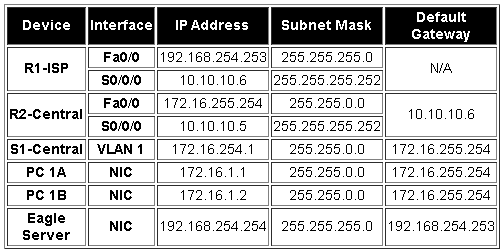 Device Interface IP Address Subnet Mask Default Gateway
R1-ISP Fa0/0 192.168.254.253 255.255.255.0 N/A
S0/0/0 10.10.10.6 255.255.255.252
R2-Central Fa0/0 172.16.255.254 255.255.0.0 10.10.10.6
S0/0/0 10.10.10.5 255.255.255.252
S1-Central VLAN 1 172.16.254.1 255.255.0.0 172.16.255.254
PC 1A NIC 172.16.1.1 255.255.0.0 172.16.255.254
PC 1B NIC 172.16.1.2 255.255.0.0 172.16.255.254
Eagle Server NIC 192.168.254.254 255.255.255.0 192.168.254.253